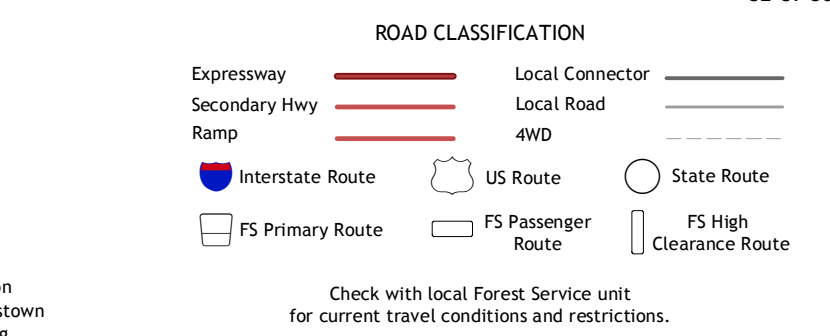 ROAD CLASSIFICATION
Expressway
Local Connector
Secondary Hwy
Local Road
Ramp
4WD
Interstate Route
US Route
State Route
FS Primary Route
FS Passenger
Route
FS High
Clearance Route
Check with local Forest Service unit
for current travel conditions and restrictions.